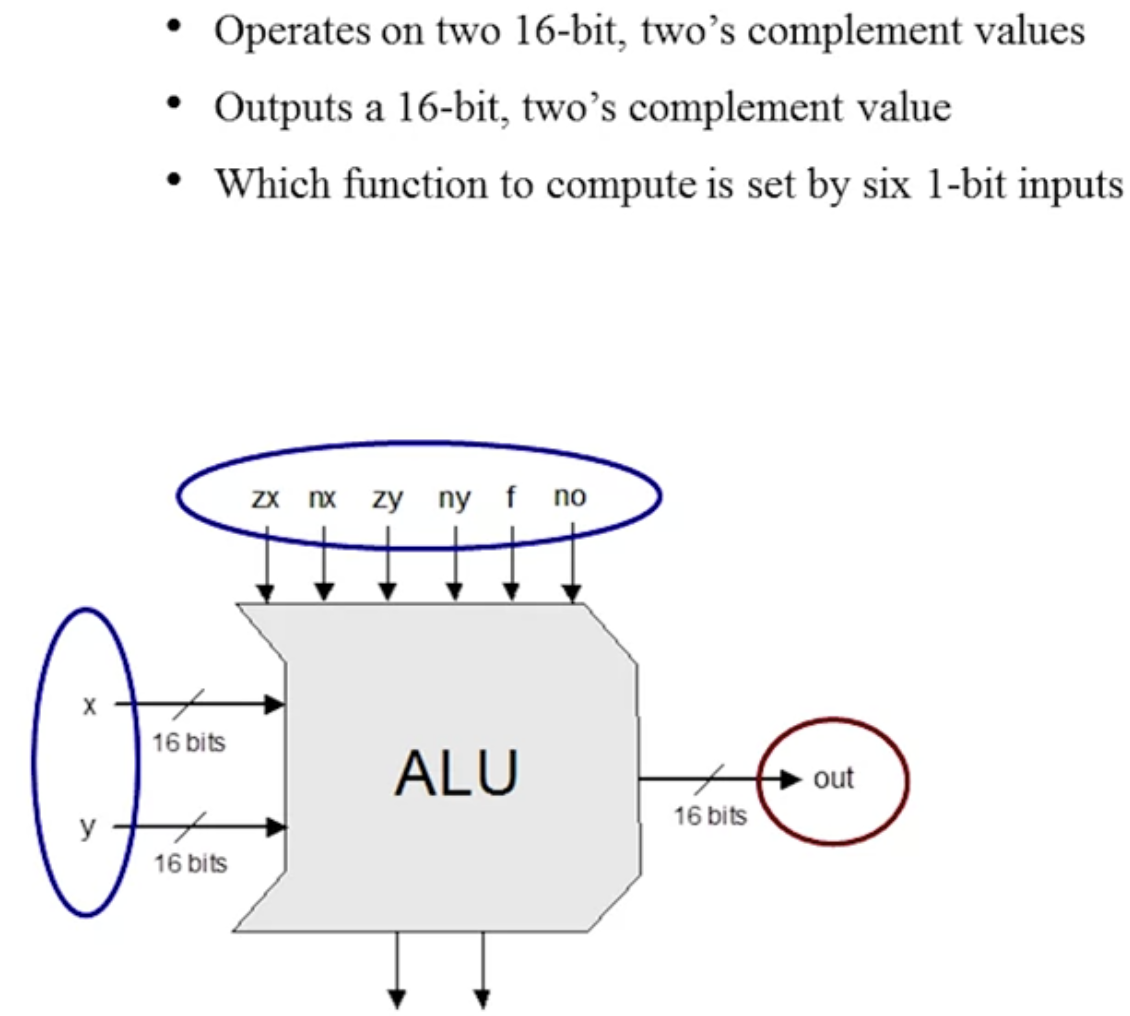 • Operates on two 16-bit, two’s complement values
• Outputs a 16-bit, two’s complement value
• Which function to compute is set by six 1-bit inputs
zx nx zy ny f no
x
16 bits
ALU
out
16 bits
y
16 bits